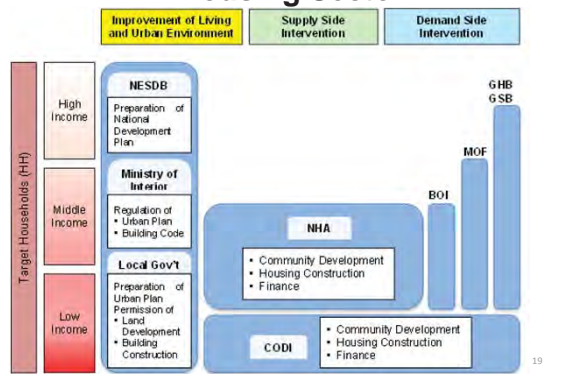 Improvement of Living
and Urban Environment
Supply Side
Intervention
Demand Side
Intervention
Target Households (HH)
High
Income
Middle
Income
Low
Income
NESDB
Preparation of
National
Development
Plan
Ministry of
Interior
Regulation of
• Urban Plan
• Building Code
Local Gov't
Preparation of
Urban Plan
Permission of
• Land
Development
• Building
Construction
NHA
• Community Development
• Housing Construction
• Finance
CODI
• Community Development
• Housing Construction
• Finance
BOI
MOF
GHB
GSB
19